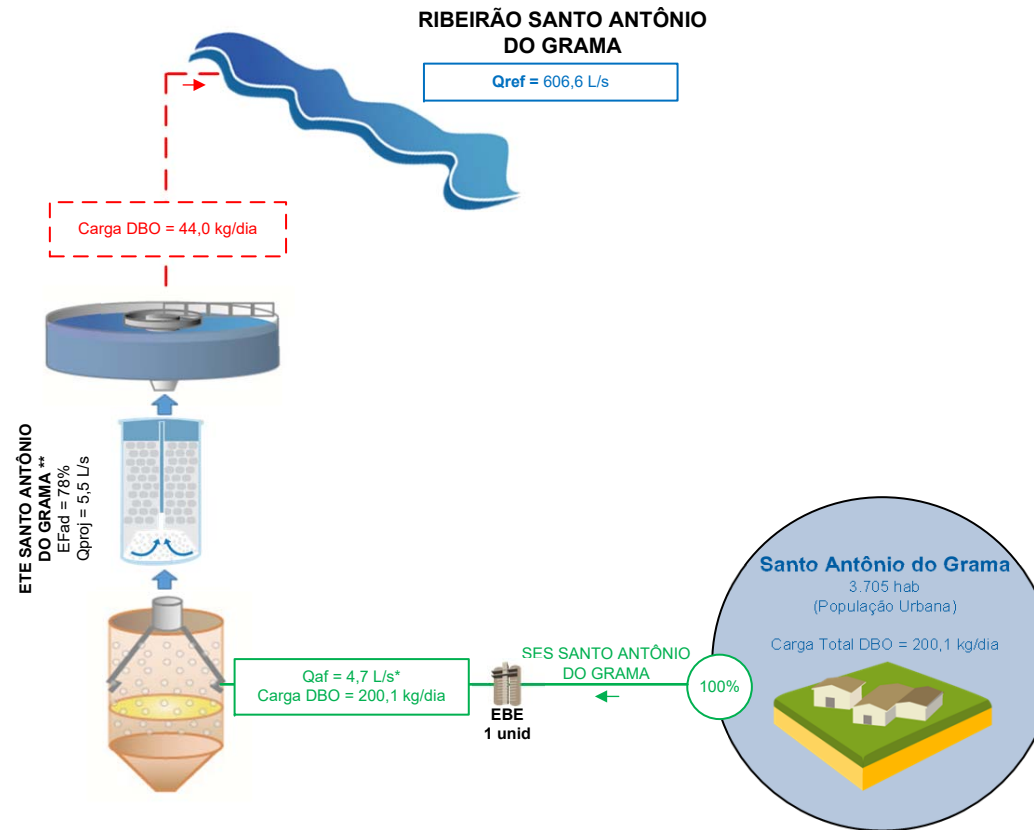 RIBEIRÃO SANTO ANTÔNIO
DO GRAMA
Qref = 606,6 L/s
Carga DBO = 44,0 kg/dia
ETE SANTO ANTÔNIO
DO GRAMA **
EFad = 78%
Qproj = 5,5 L/s
Santo Antônio do Grama
3.705 hab
(População Urbana)
Carga Total DBO = 200,1 kg/dia
SES SANTO ANTÔNIO
DO GRAMA
100%
Qaf = 4,7 L/s*
Carga DBO = 200,1 kg/dia
EBE
1 unid